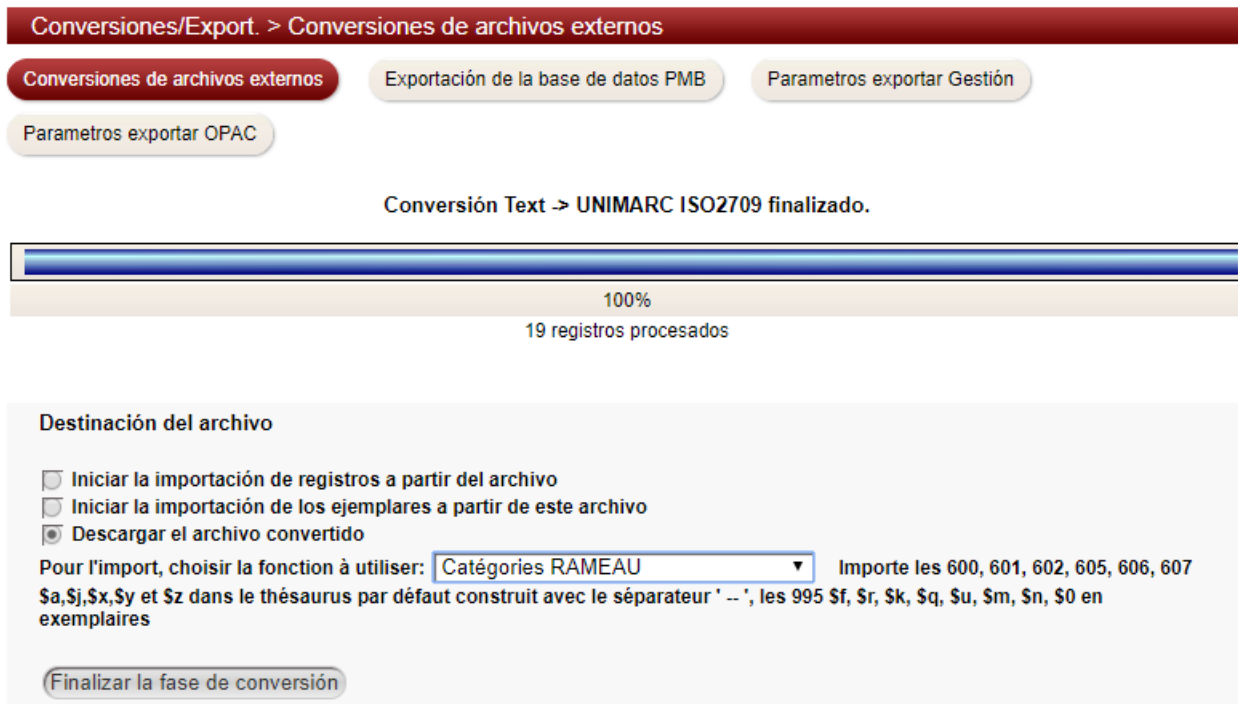 Conversiones/Export. > Conversiones de archivos externos
Conversiones de archivos externos Exportación de la base de datos PMB Parametros exportar Gestión
Parametros exportar OPAC
Conversión Text -> UNIMARC ISO2709 finalizado.
100%
19 registros procesados
Destinación del archivo
Iniciar la importación de registros a partir del archivo
Iniciar la importación de los ejemplares a partir de este archivo
Descargar el archivo convertido
Pour l'import, choisir la fonction à utiliser: Catégories RAMEAU Importe les 600, 601, 602, 605, 606, 607
$a,$j,$x,$y et $z dans le thésaurus par défaut construit avec le séparateur ' -- ', les 995 $f, $r, $k, $q, $u, $m, $n, $0 en
exemplaires
Finalizar la fase de conversión